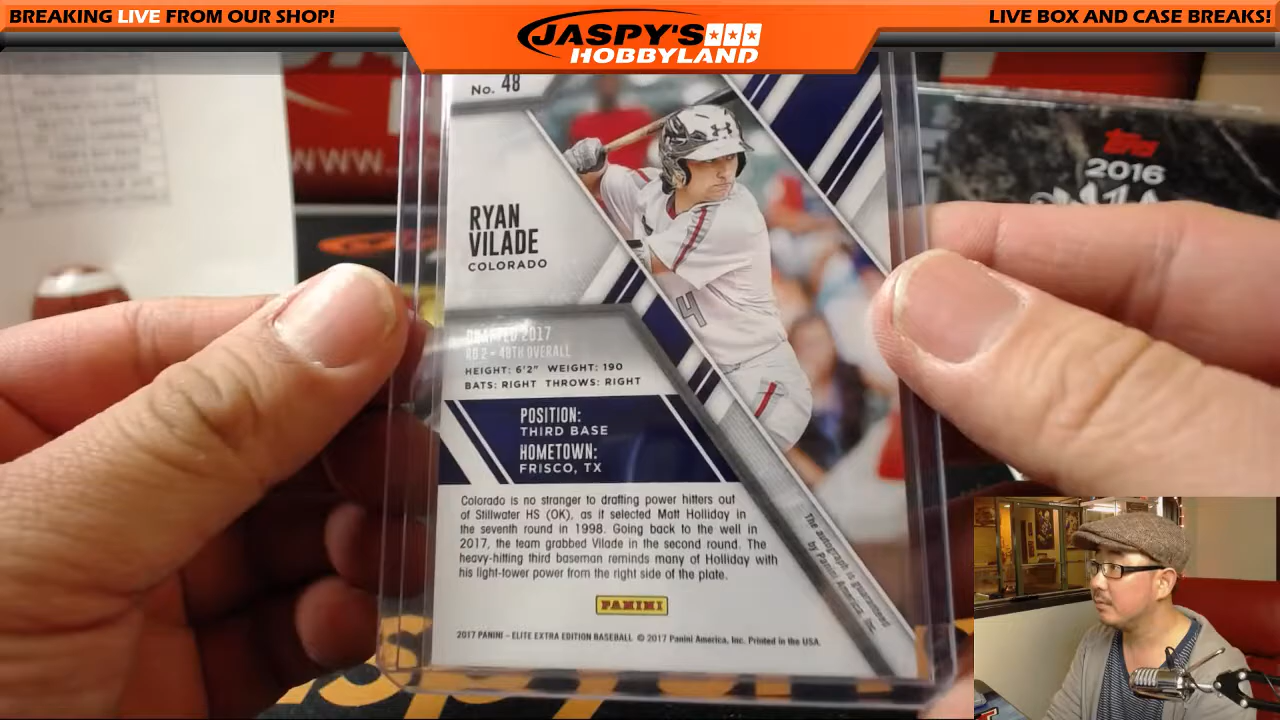 BREAKING LIVE FROM OUR SHOP!
JASPY'S
HOBBYLAND
LIVE BOX AND CASE BREAKS!
No. 48
WWW.
Topps
2016
RYAN
VILADE
COLORADO
4
DRAFTED 2017
RD 2 • 48TH OVERALL
HEIGHT: 6'2" WEIGHT: 190
BATS: RIGHT THROWS: RIGHT
POSITION:
THIRD BASE
HOMETOWN:
FRISCO, TX
Colorado is no stranger to drafting power hitters out
of Stillwater HS (OK), as it selected Matt Holliday in
the seventh round in 1998. Going back to the well in
2017, the team grabbed Vilade in the second round. The
heavy-hitting third baseman reminds many of Holliday with
his light-tower power from the right side of the plate.
The autograph is guaranteed
by Panini America, Inc.
PANINI
2017 PANINI – ELITE EXTRA EDITION BASEBALL © 2017 Panini America, Inc. Printed in the USA.